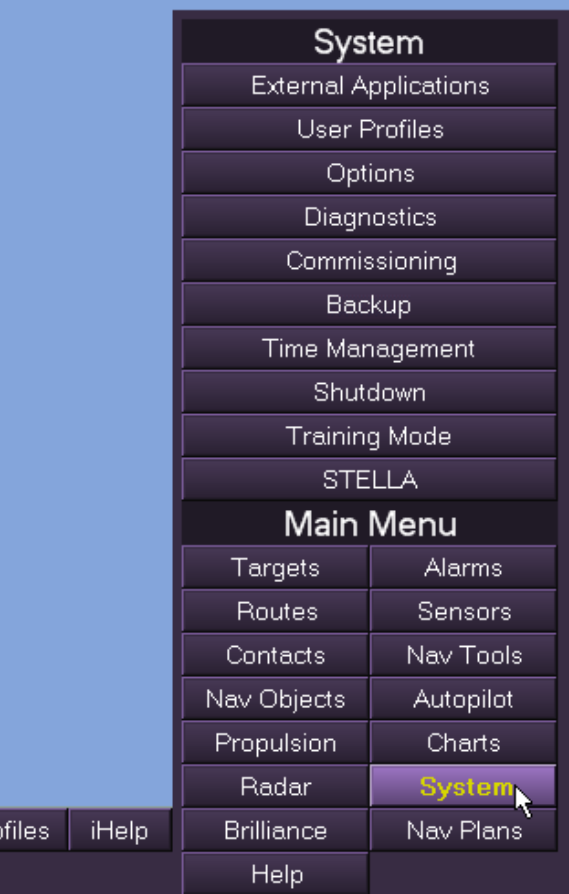 System
External Applications
User Profiles
Options
Diagnostics
Commissioning
Backup
Time Management
Shutdown
Training Mode
STELLA
Main Menu
Targets Alarms
Routes Sensors
Contacts Nav Tools
Nav Objects Autopilot
Propulsion Charts
Radar System
iHelp Brilliance Nav Plans
Help